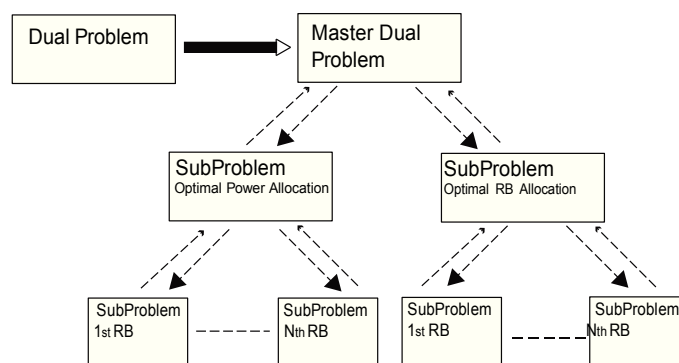 Dual Problem
Master Dual
Problem
SubProblem
Optimal Power Allocation
SubProblem
Optimal RB Allocation
SubProblem
1st RB
SubProblem
Nth RB
SubProblem
1st RB
SubProblem
Nth RB